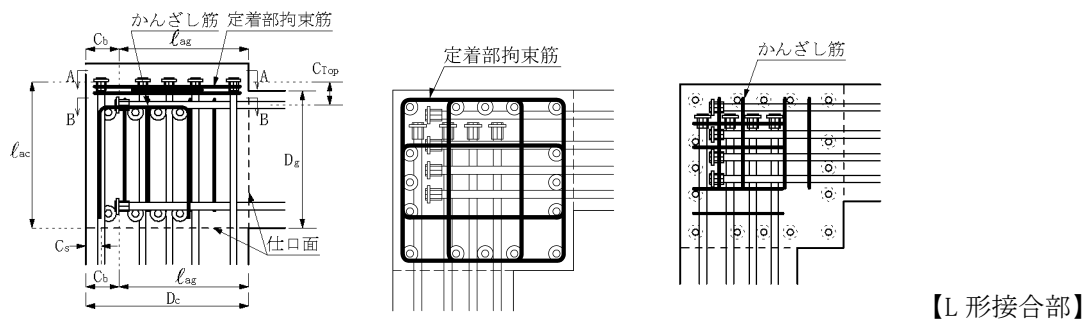 かんざし筋 定着部拘束筋
Cb ℓag
A A
CTop
B B
ℓac
Dg
仕口面
Cs
Cb ℓag
Dc
定着部拘束筋
かんざし筋
【L 形接合部】